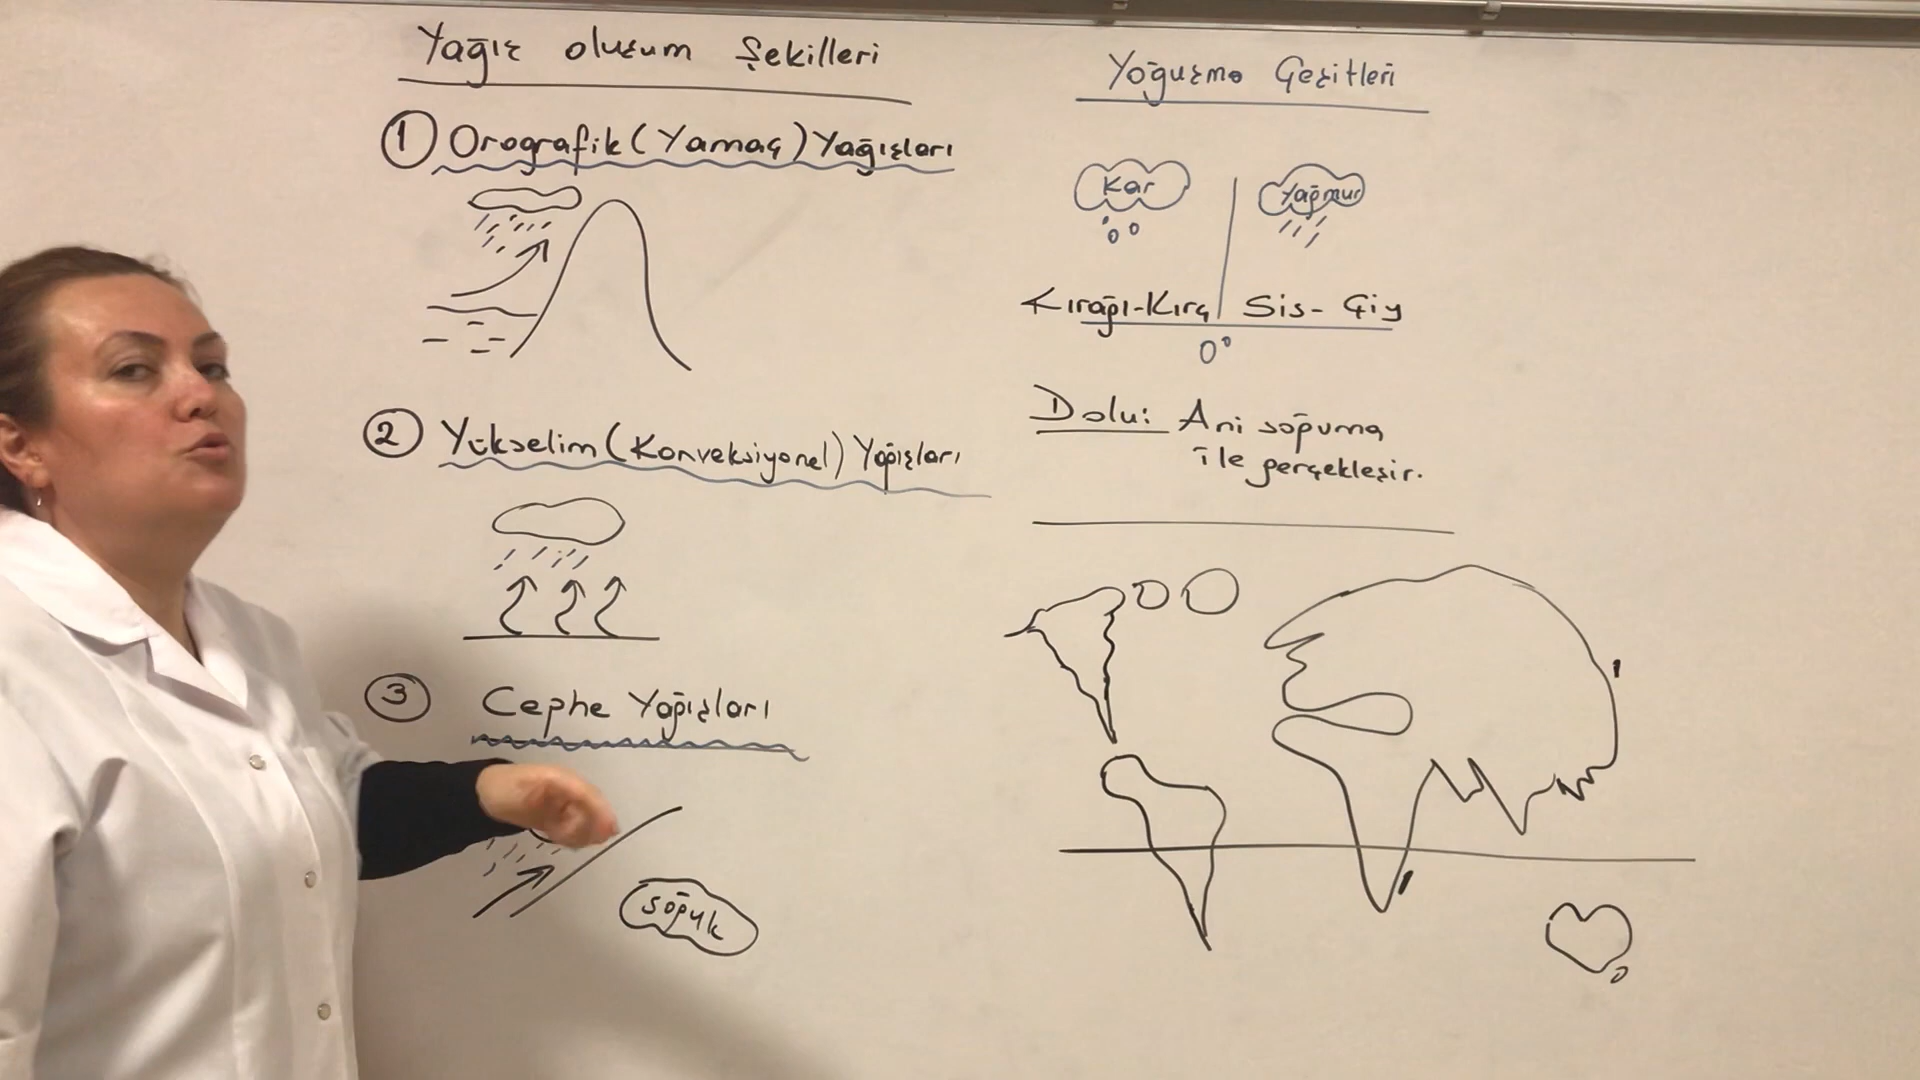 Yağış oluşum Şekilleri
① Orografik (Yamaç) Yağışları
② Yükselim (Konveksiyonel) Yağışları
③ Cephe Yağışları
soğuk
Yoğuşma Çeşitleri
Kar Yağmur
Kırağı-Kırç Sis- Çiy
0°
Dolu: Ani soğuma
ile gerçekleşir.